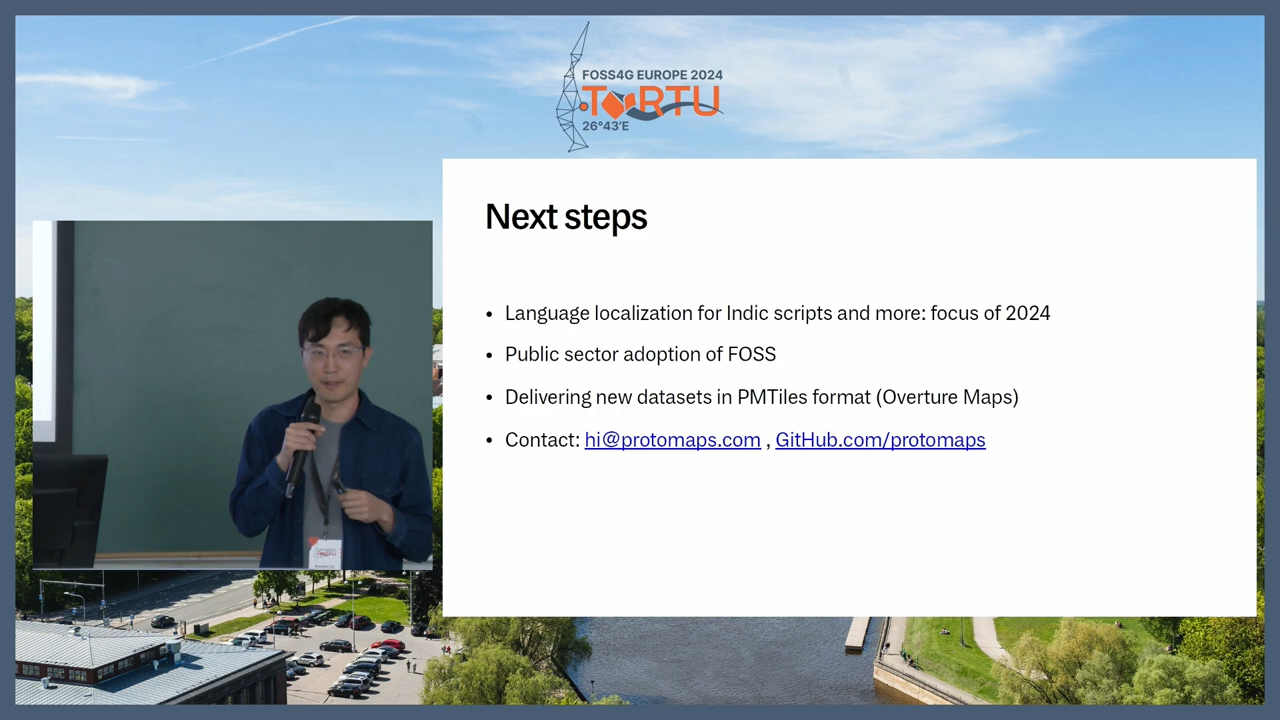 FOSS4G EUROPE 2024
TARTU
26°43'E
Next steps
• Language localization for Indic scripts and more: focus of 2024
• Public sector adoption of FOSS
• Delivering new datasets in PMTiles format (Overture Maps)
• Contact: hi@protomaps.com , GitHub.com/protomaps